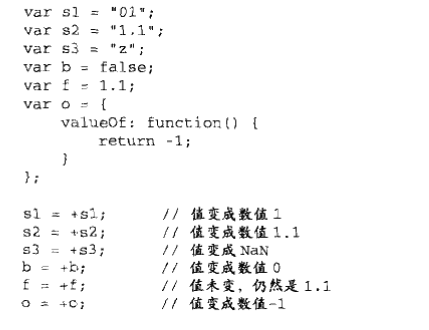 var s1 = "01";
var s2 = "1.1";
var s3 = "z";
var b = false;
var f = 1.1;
var o = {
    valueOf: function() {
        return -1;
    }
};
s1 = +s1;        // 值变成数值 1
s2 = +s2;        // 值变成数值 1.1
s3 = +s3;        // 值变成 NaN
b = +b;          // 值变成数值 0
f = +f;          // 值未变，仍然是 1.1
o = +o;          // 值变成数值-1